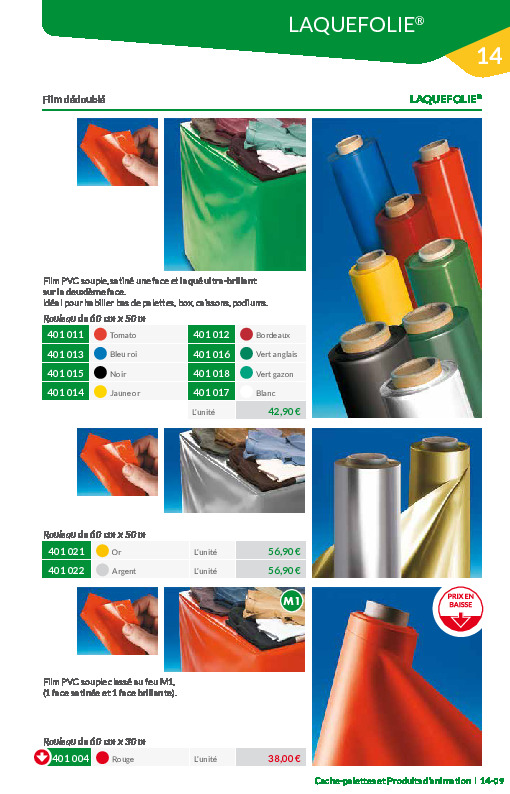 LAQUEFOLIE®
14
Film dédoublé
LAQUEFOLIE®
Film PVC souple, satiné une face et laqué ultra-brillant
sur la deuxième face.
Idéal pour habiller bas de palettes, box, caissons, podiums.
Rouleau de 60 cm x 50 m
401 011 Tomato 401 012 Bordeaux
401 013 Bleu roi 401 016 Vert anglais
401 015 Noir 401 018 Vert gazon
401 014 Jaune or 401 017 Blanc
L'unité 42,90 €
Rouleau de 60 cm x 50 m
401 021 Or L'unité 56,90 €
401 022 Argent L'unité 56,90 €
M1
PRIX EN
BAISSE
Film PVC souple classé au feu M1,
(1 face satinée et 1 face brillante).
Rouleau de 60 cm x 30 m
401 004 Rouge L'unité 38,00 €
Cache-palettes et Produits d'animation | 14-09